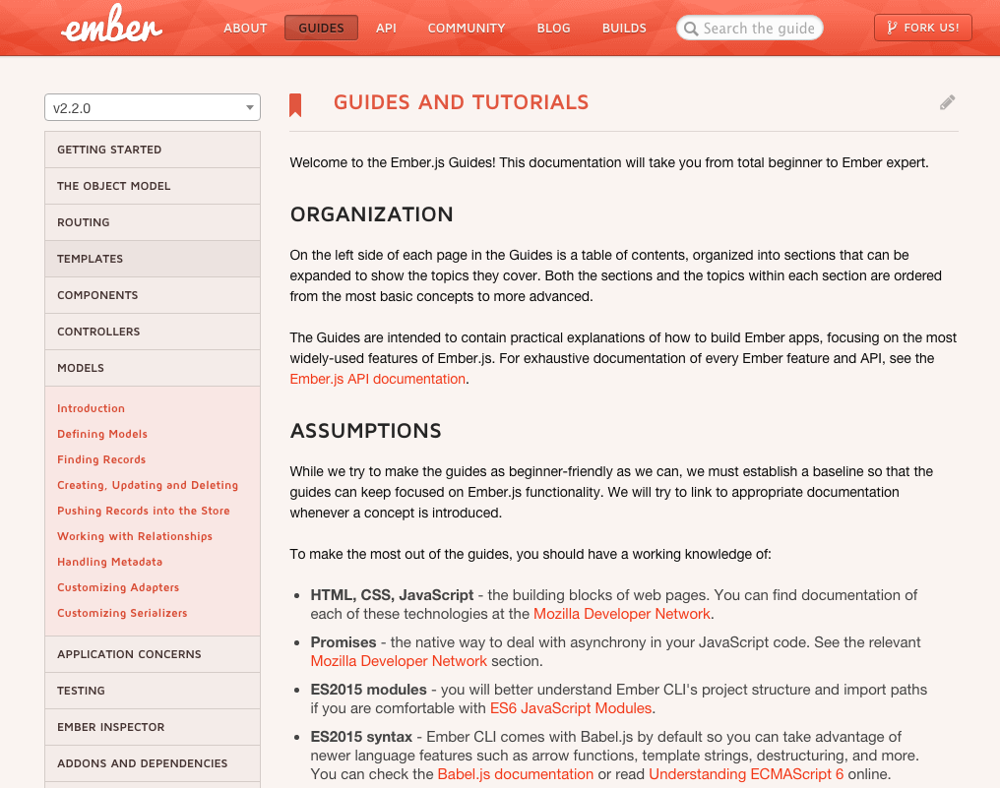 ember
ABOUT
GUIDES
API
COMMUNITY
BLOG
BUILDS
Search the guide
FORK US!
v2.2.0
GETTING STARTED
THE OBJECT MODEL
ROUTING
TEMPLATES
COMPONENTS
CONTROLLERS
MODELS
Introduction
Defining Models
Finding Records
Creating, Updating and Deleting
Pushing Records into the Store
Working with Relationships
Handling Metadata
Customizing Adapters
Customizing Serializers
APPLICATION CONCERNS
TESTING
EMBER INSPECTOR
ADDONS AND DEPENDENCIES
GUIDES AND TUTORIALS
Welcome to the Ember.js Guides! This documentation will take you from total beginner to Ember expert.
ORGANIZATION
On the left side of each page in the Guides is a table of contents, organized into sections that can be
expanded to show the topics they cover. Both the sections and the topics within each section are ordered
from the most basic concepts to more advanced.
The Guides are intended to contain practical explanations of how to build Ember apps, focusing on the most
widely-used features of Ember.js. For exhaustive documentation of every Ember feature and API, see the
Ember.js API documentation.
ASSUMPTIONS
While we try to make the guides as beginner-friendly as we can, we must establish a baseline so that the
guides can keep focused on Ember.js functionality. We will try to link to appropriate documentation
whenever a concept is introduced.
To make the most out of the guides, you should have a working knowledge of:
• HTML, CSS, JavaScript - the building blocks of web pages. You can find documentation of
each of these technologies at the Mozilla Developer Network.
• Promises - the native way to deal with asynchrony in your JavaScript code. See the relevant
Mozilla Developer Network section.
• ES2015 modules - you will better understand Ember CLI's project structure and import paths
if you are comfortable with ES6 JavaScript Modules.
• ES2015 syntax - Ember CLI comes with Babel.js by default so you can take advantage of
newer language features such as arrow functions, template strings, destructuring, and more.
You can check the Babel.js documentation or read Understanding ECMAScript 6 online.